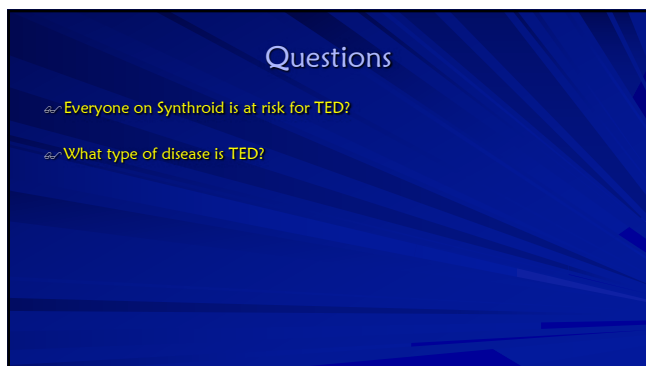 Questions
Everyone on Synthroid is at risk for TED?
What type of disease is TED?